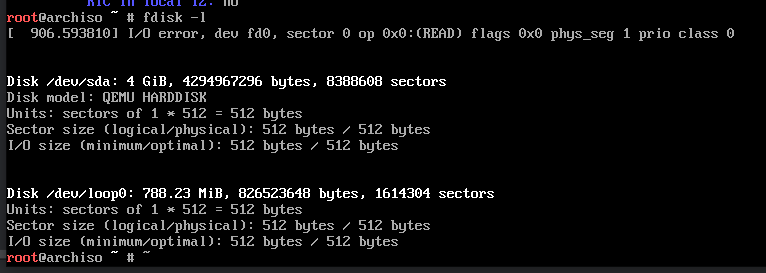 RTC in local TZ: no
root@archiso ~ # fdisk -l
[  906.593810] I/O error, dev fd0, sector 0 op 0x0:(READ) flags 0x0 phys_seg 1 prio class 0
Disk /dev/sda: 4 GiB, 4294967296 bytes, 8388608 sectors
Disk model: QEMU HARDDISK
Units: sectors of 1 * 512 = 512 bytes
Sector size (logical/physical): 512 bytes / 512 bytes
I/O size (minimum/optimal): 512 bytes / 512 bytes
Disk /dev/loop0: 788.23 MiB, 826523648 bytes, 1614304 sectors
Units: sectors of 1 * 512 = 512 bytes
Sector size (logical/physical): 512 bytes / 512 bytes
I/O size (minimum/optimal): 512 bytes / 512 bytes
root@archiso ~ # ~